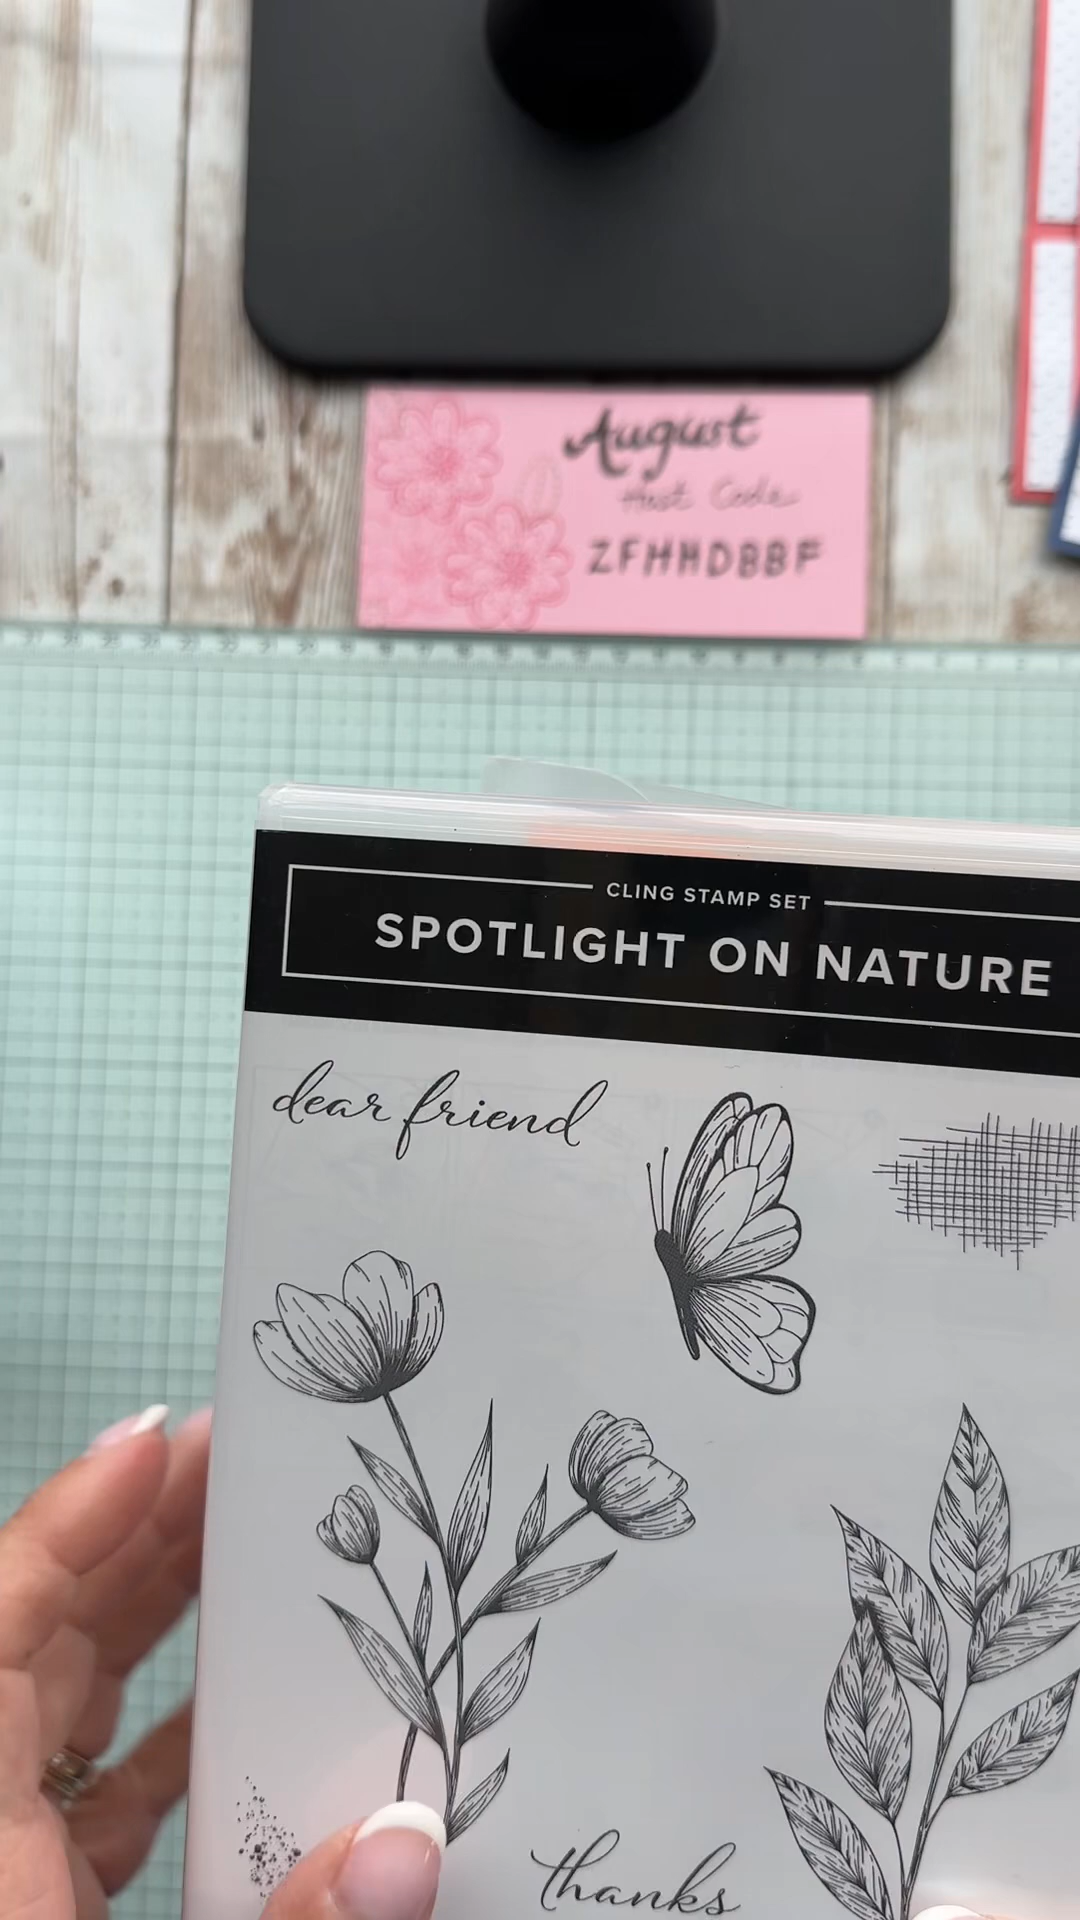 August
Host Code
ZFHHDBBF
CLING STAMP SET
SPOTLIGHT ON NATURE
dear friend
thanks